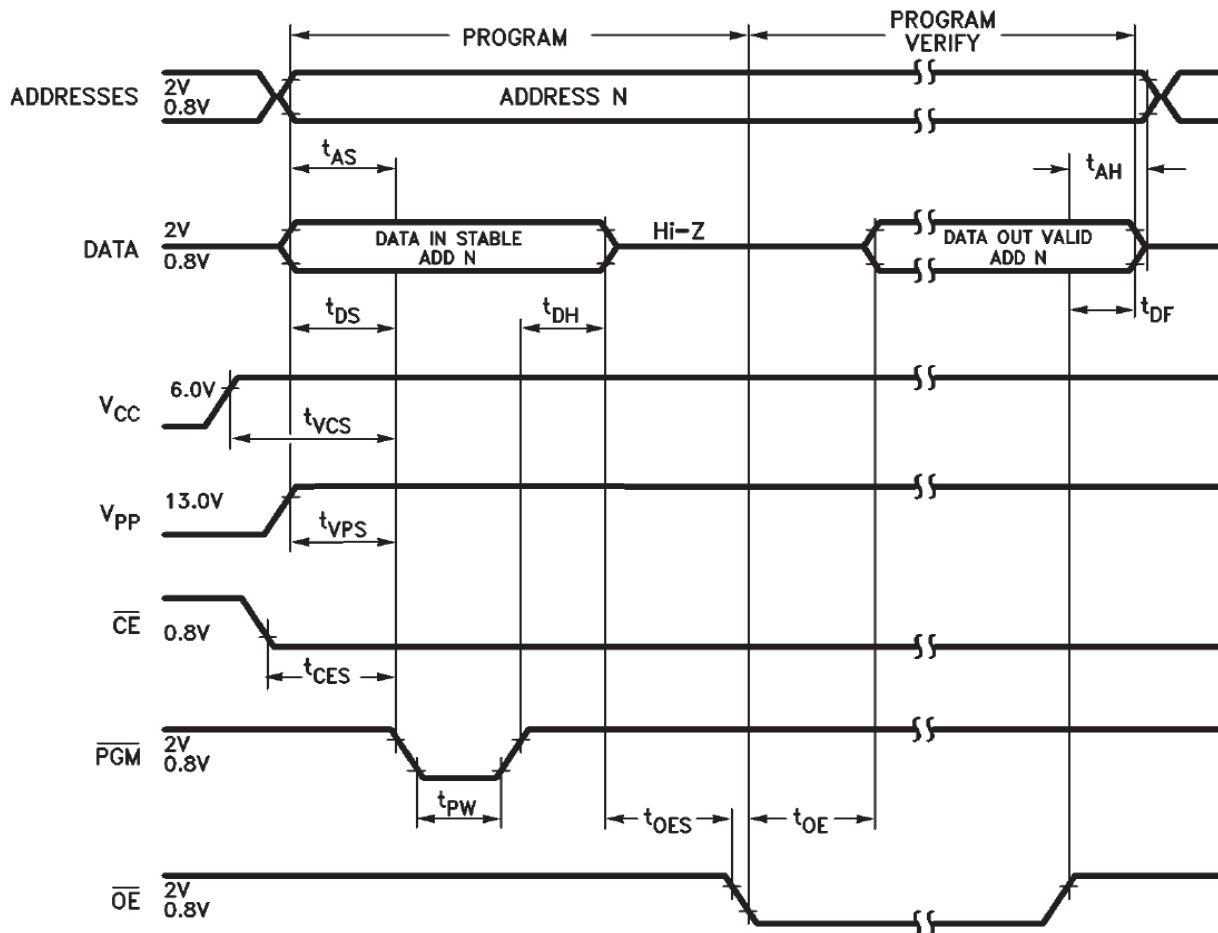 PROGRAM
PROGRAM
VERIFY
ADDRESSES
2V
0.8V
ADDRESS N
tAS
tAH
DATA
2V
0.8V
DATA IN STABLE
ADD N
Hi-Z
DATA OUT VALID
ADD N
tDS
tDH
tDF
VCC
6.0V
tVCS
VPP
13.0V
tVPS
CE
0.8V
tCES
PGM
2V
0.8V
tPW
tOES
tOE
OE
2V
0.8V